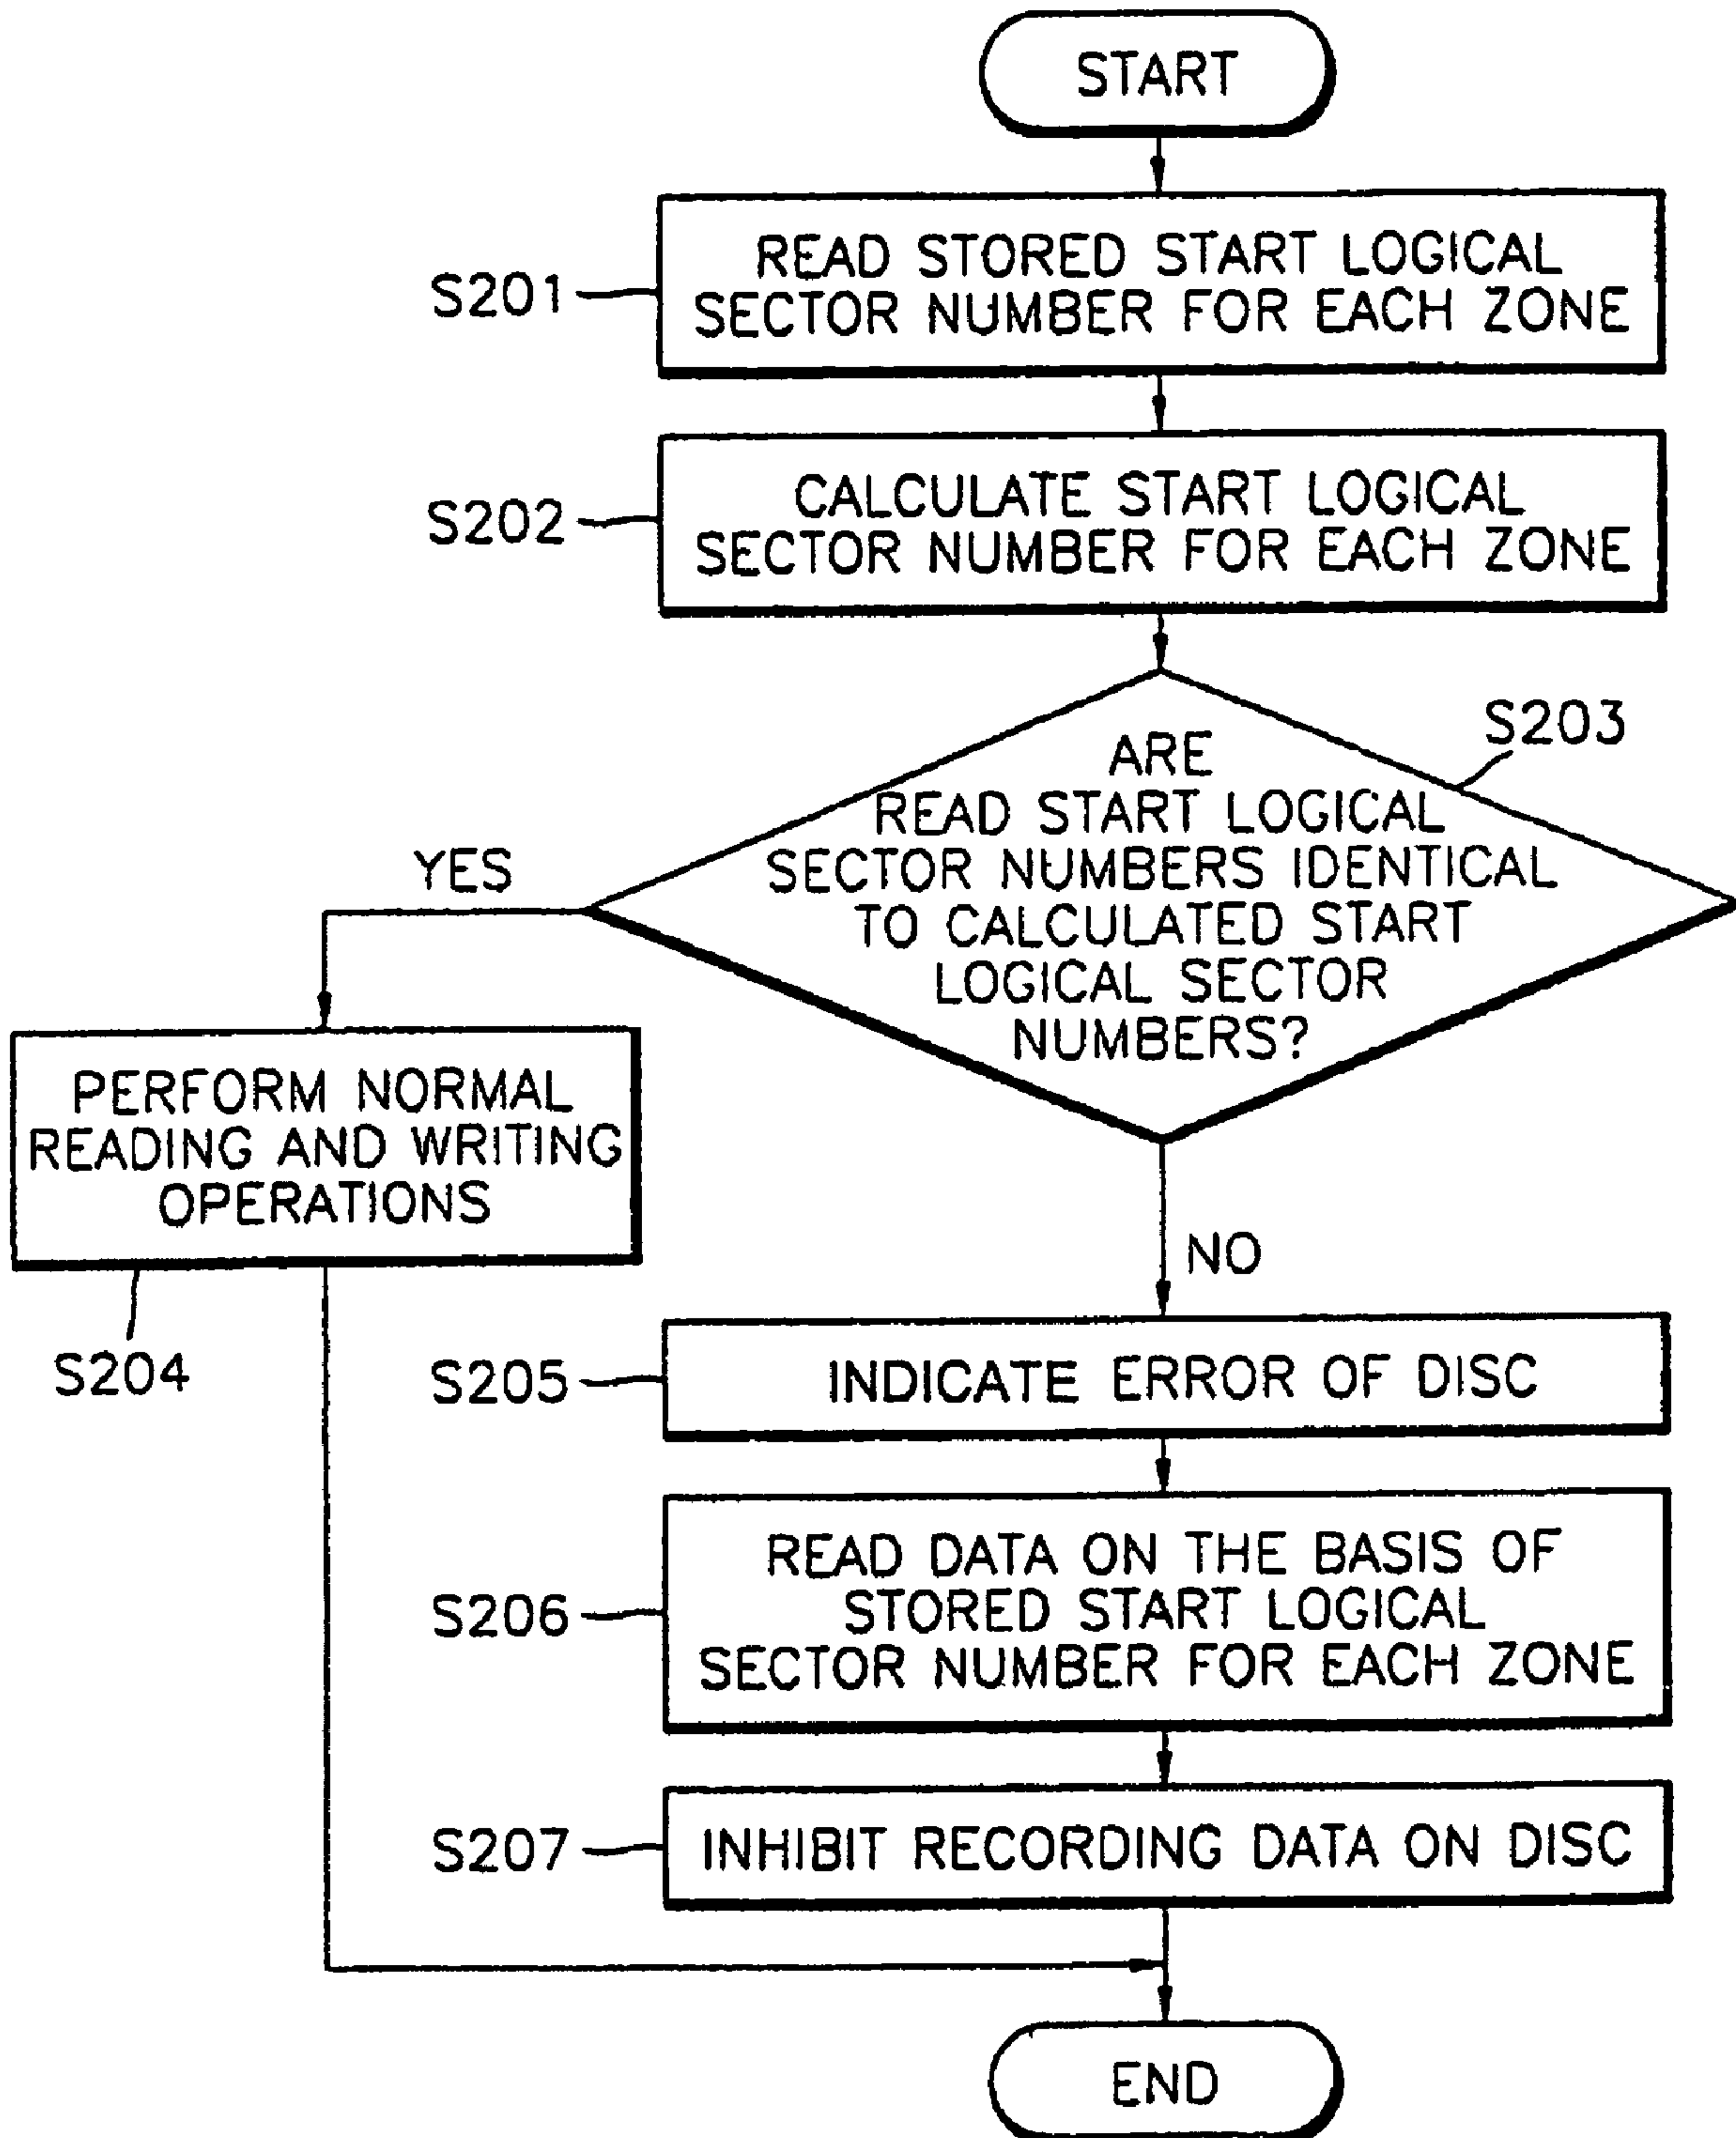 START
S201
READ STORED START LOGICAL
SECTOR NUMBER FOR EACH ZONE
S202
CALCULATE START LOGICAL
SECTOR NUMBER FOR EACH ZONE
S203
ARE
READ START LOGICAL
SECTOR NUMBERS IDENTICAL
TO CALCULATED START
LOGICAL SECTOR
NUMBERS?
YES
PERFORM NORMAL
READING AND WRITING
OPERATIONS
S204
NO
S205
INDICATE ERROR OF DISC
S206
READ DATA ON THE BASIS OF
STORED START LOGICAL
SECTOR NUMBER FOR EACH ZONE
S207
INHIBIT RECORDING DATA ON DISC
END